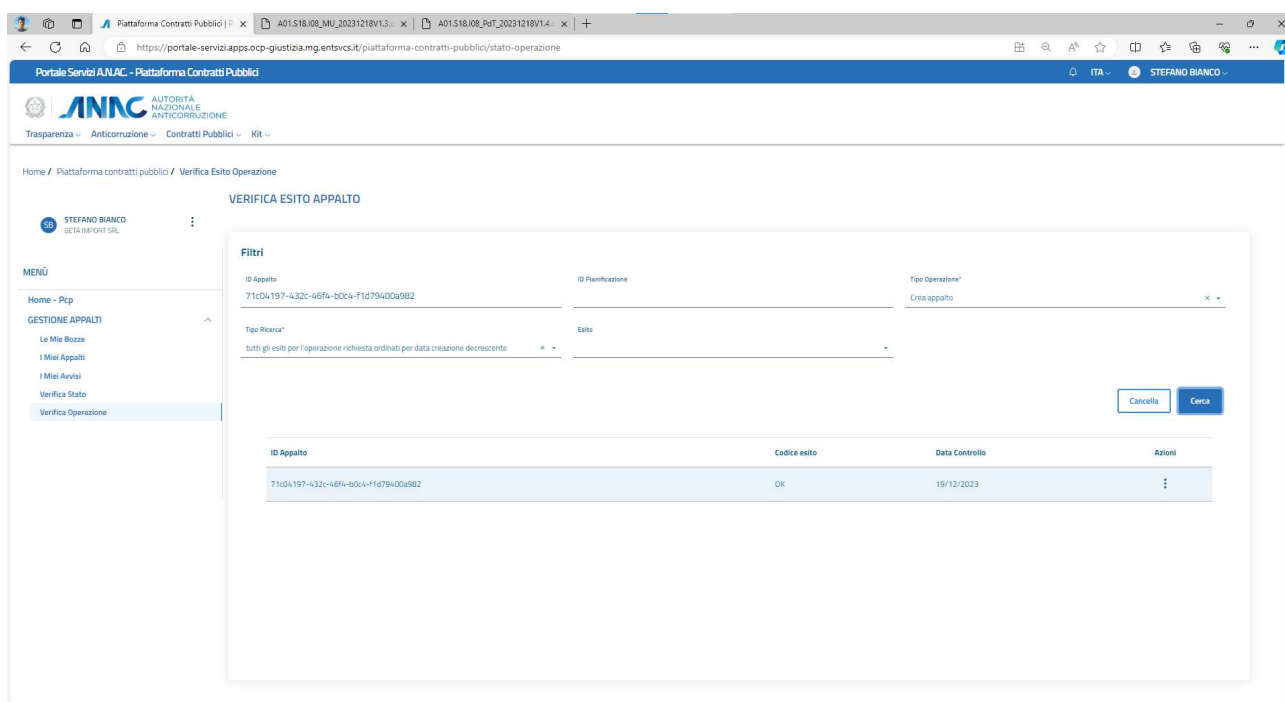 Piattaforma Contratti Pubblici | P
A01.S18.I08_MU_20231218V1.3.
A01.S18.I08_PdT_20231218V1.4.
https://portale-servizi.apps.ocp-giustizia.mg.entsvcs.it/piattaforma-contratti-pubblici/stato-operazione
Portale Servizi A.N.AC. - Piattaforma Contratti Pubblici
ITA
STEFANO BIANCO
ANAC
AUTORITÀ
NAZIONALE
ANTICORRUZIONE
Trasparenza Anticorruzione Contratti Pubblici Kit
Home / Piattaforma contratti pubblici / Verifica Esito Operazione
VERIFICA ESITO APPALTO
SB
STEFANO BIANCO
BETA IMPORT SRL
MENÙ
Home - Pcp
GESTIONE APPALTI
Le Mie Bozze
I Miei Appalti
I Miei Avvisi
Verifica Stato
Verifica Operazione
Filtri
ID Appalto ID Pianificazione Tipo Operazione*
71c04197-432c-46f4-b0c4-f1d79400a982 Crea appalto
Tipo Ricerca* Esito
tutti gli esiti per l'operazione richiesta ordinati per data creazione decrescente
Cancella Cerca
ID Appalto Codice esito Data Controllo Azioni
71c04197-432c-46f4-b0c4-f1d79400a982 OK 19/12/2023